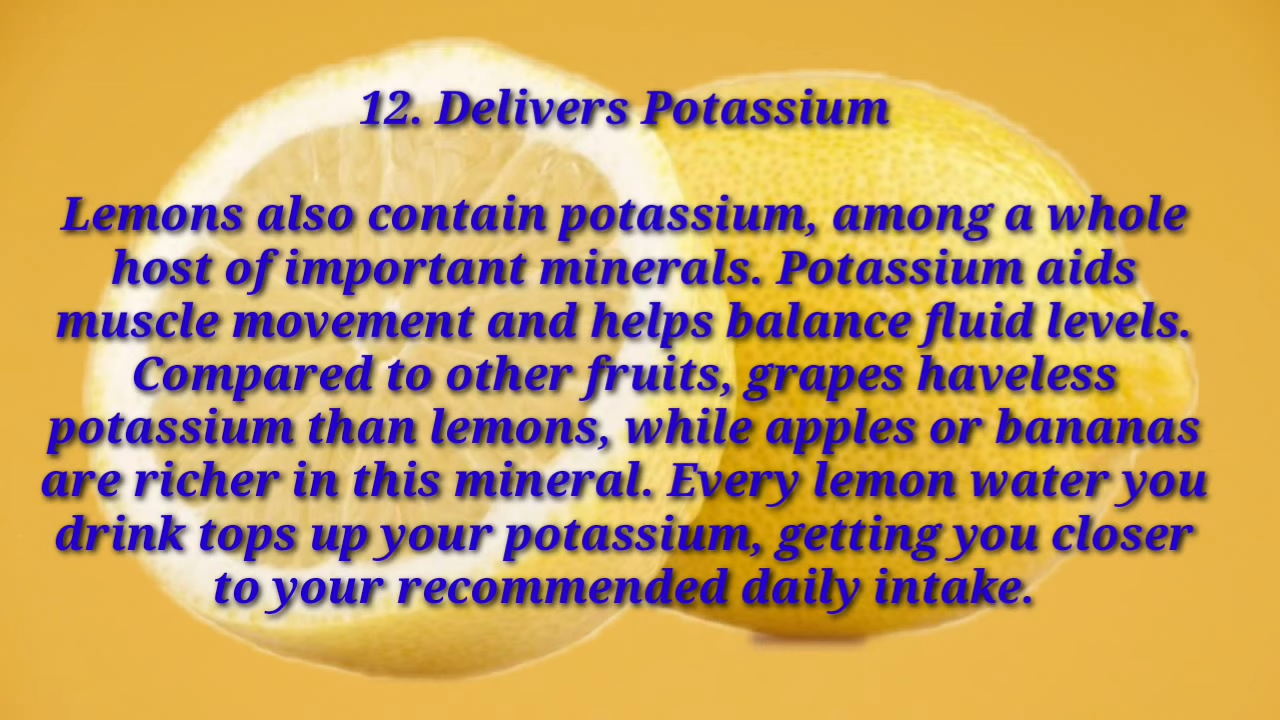 12. Delivers Potassium
Lemons also contain potassium, among a whole
host of important minerals. Potassium aids
muscle movement and helps balance fluid levels.
Compared to other fruits, grapes haveless
potassium than lemons, while apples or bananas
are richer in this mineral. Every lemon water you
drink tops up your potassium, getting you closer
to your recommended daily intake.